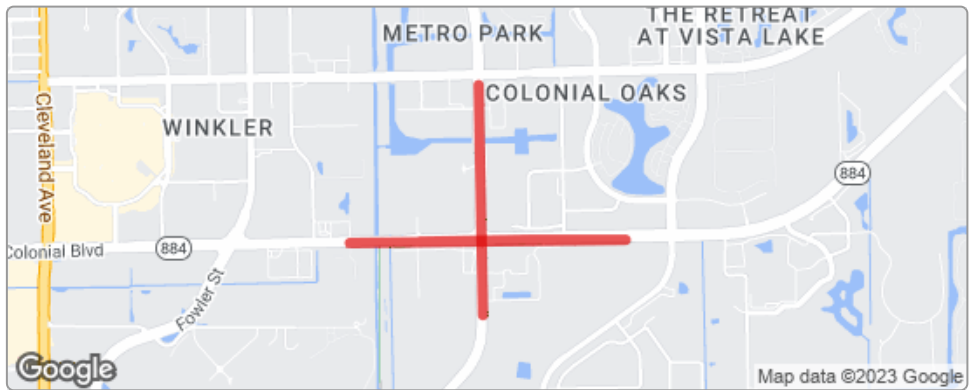 THE RETREAT
AT VISTA LAKE
METRO PARK
COLONIAL OAKS
WINKLER
Cleveland Ave
884
Colonial Blvd
884
Fowler St
Google
Map data ©2023 Google